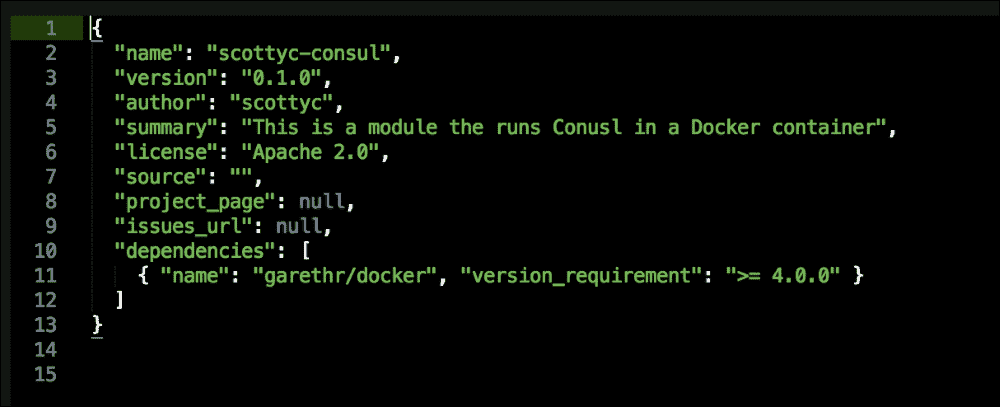 1 {
2 "name": "scottyc-consul",
3 "version": "0.1.0",
4 "author": "scottyc",
5 "summary": "This is a module the runs Conusl in a Docker container",
6 "license": "Apache 2.0",
7 "source": "",
8 "project_page": null,
9 "issues_url": null,
10 "dependencies": [
11 { "name": "garethr/docker", "version_requirement": ">= 4.0.0" }
12 ]
13 }
14
15